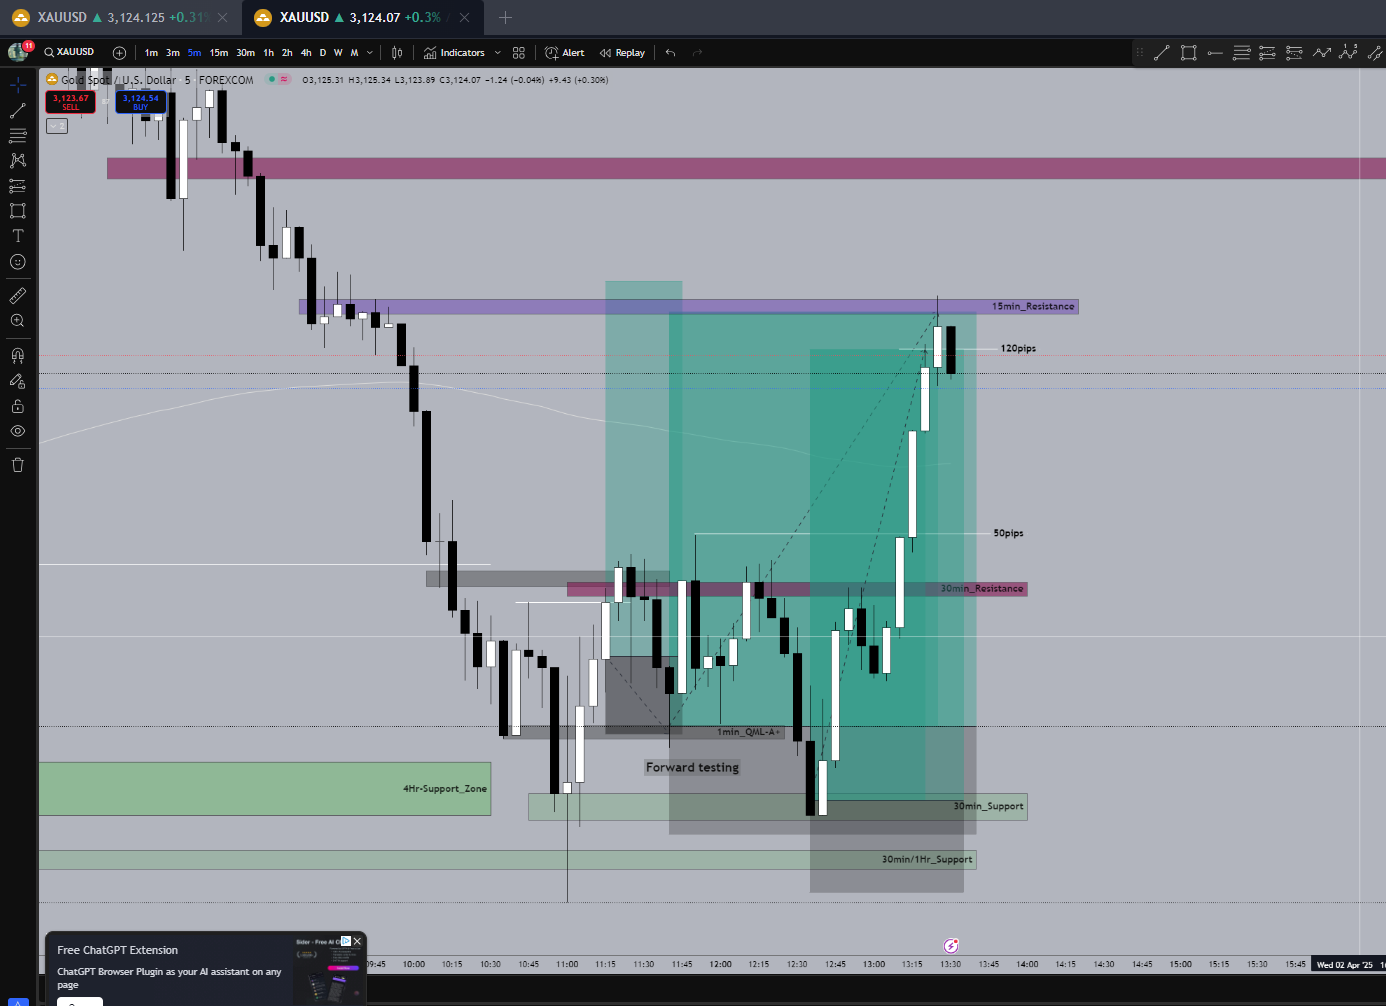 XAUUSD ▲ 3,124.125 +0.31%
XAUUSD ▲ 3,124.07 +0.3%
11
XAUUSD
1m 3m 5m 15m 30m 1h 2h 4h D W M
Indicators
Alert
Replay
Gold Spot / U.S. Dollar · 5 · FOREXCOM
O3,125.31 H3,125.34 L3,123.89 C3,124.07 −1.24 (−0.04%) +9.43 (+0.30%)
3,123.67
SELL
3,124.54
BUY
2
15min_Resistance
120pips
50pips
30min_Resistance
1min_QML-A+
Forward testing
4Hr-Support_Zone
30min_Support
30min/1Hr_Support
Free ChatGPT Extension
ChatGPT Browser Plugin as your AI assistant on any
page
Sider - Free AI
09:45 10:00 10:15 10:30 10:45 11:00 11:15 11:30 11:45 12:00 12:15 12:30 12:45 13:00 13:15 13:30 13:45 14:00 14:15 14:30 14:45 15:00 15:15 15:30 15:45 Wed 02 Apr '25